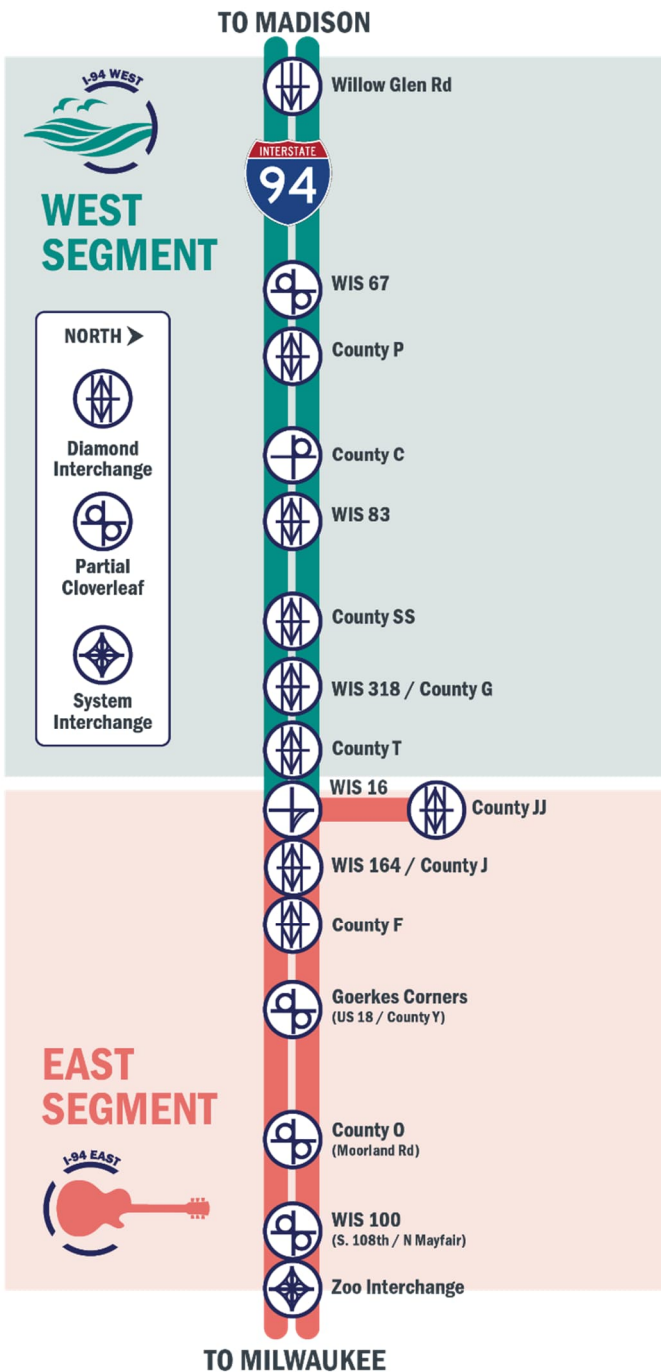 TO MADISON
I-94 WEST
WEST
SEGMENT
Willow Glen Rd
INTERSTATE
94
WIS 67
County P
County C
WIS 83
County SS
WIS 318 / County G
County T
NORTH
Diamond
Interchange
Partial
Cloverleaf
System
Interchange
WIS 16
County JJ
WIS 164 / County J
County F
Goerkes Corners
(US 18 / County Y)
County O
(Moorland Rd)
WIS 100
(S. 108th / N Mayfair)
Zoo Interchange
EAST
SEGMENT
I-94 EAST
TO MILWAUKEE